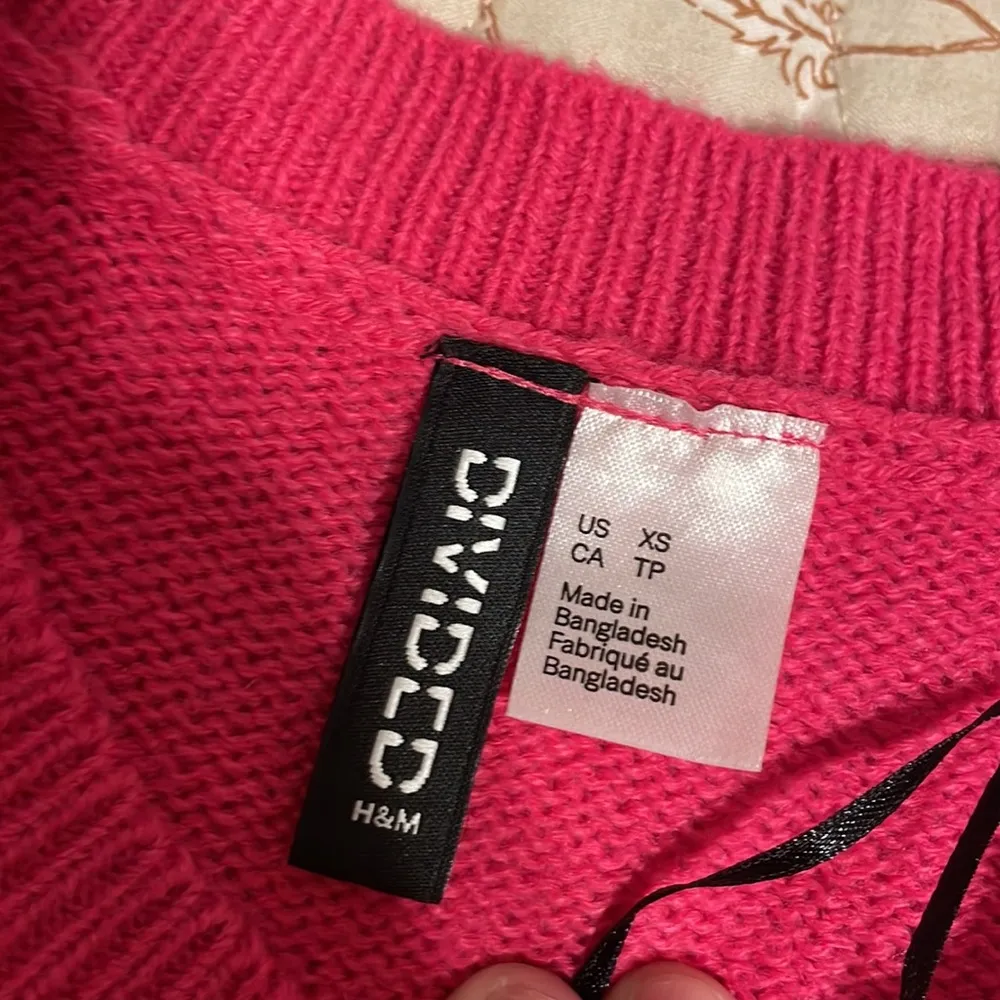 DIVIDED
H&M
US XS
CA TP
Made in
Bangladesh
Fabriqué au
Bangladesh